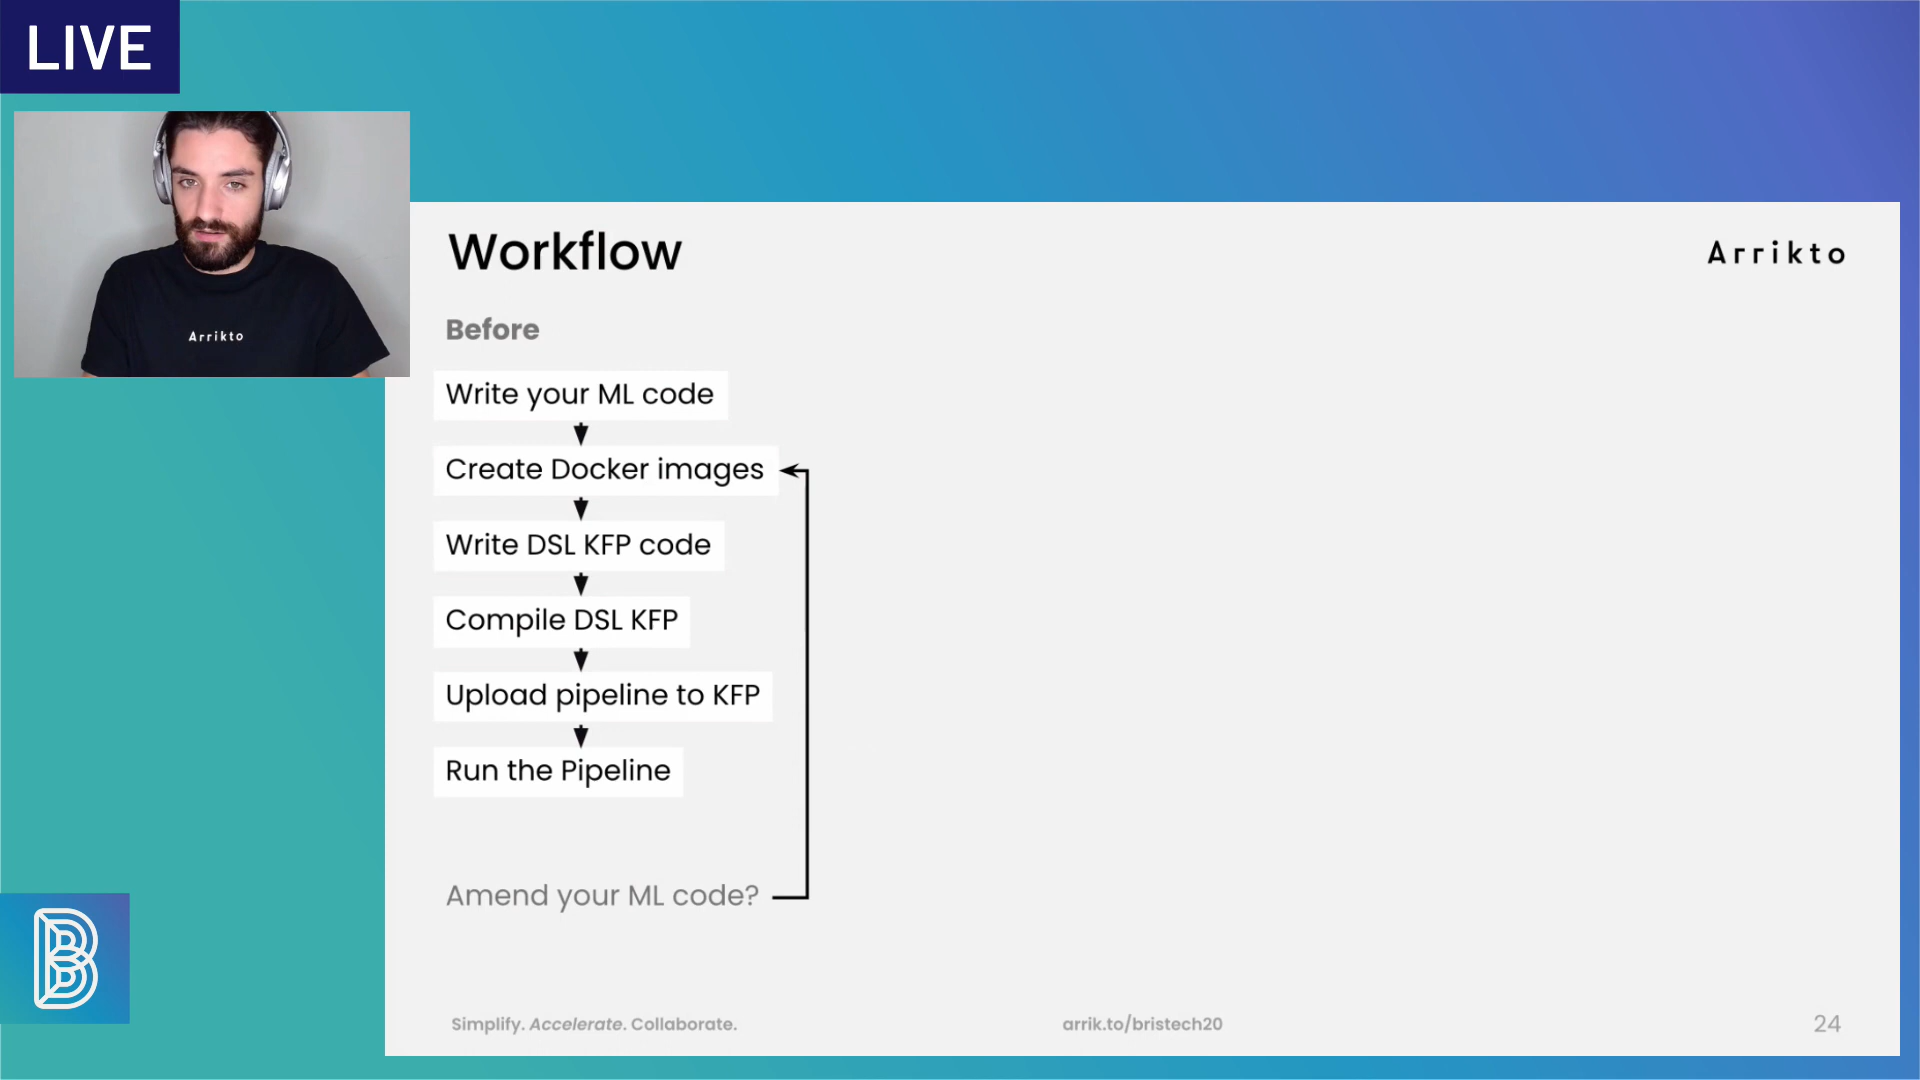 LIVE
Arrikto
Workflow
Arrikto
Before
Write your ML code
Create Docker images
Write DSL KFP code
Compile DSL KFP
Upload pipeline to KFP
Run the Pipeline
Amend your ML code?
B
Simplify. Accelerate. Collaborate.
arrik.to/bristech20
24